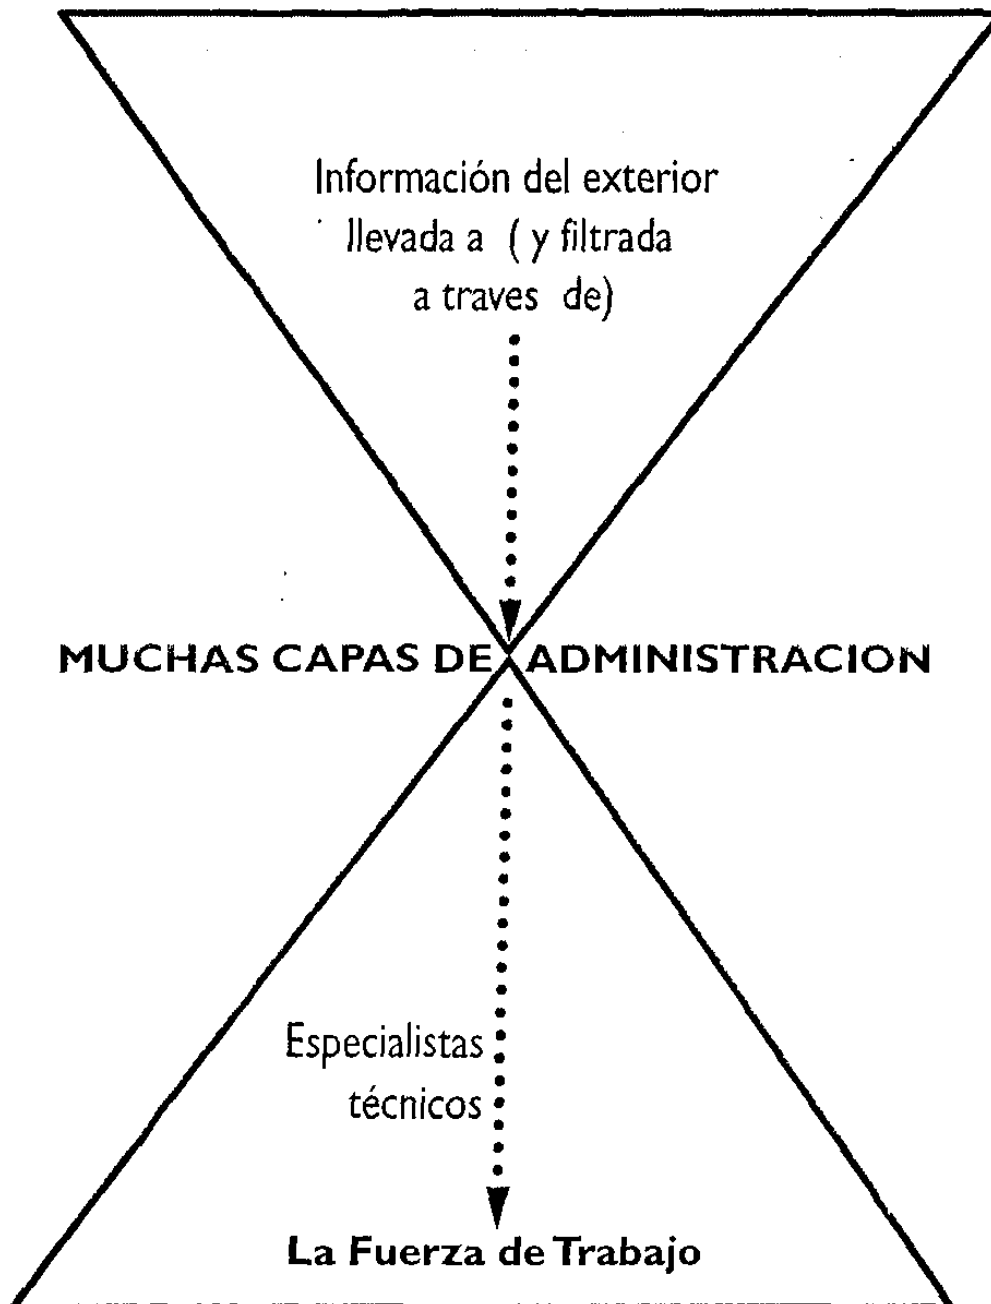 Información del exterior
llevada a ( y filtrada
a traves de)
MUCHAS CAPAS DE ADMINISTRACION
Especialistas
técnicos
La Fuerza de Trabajo